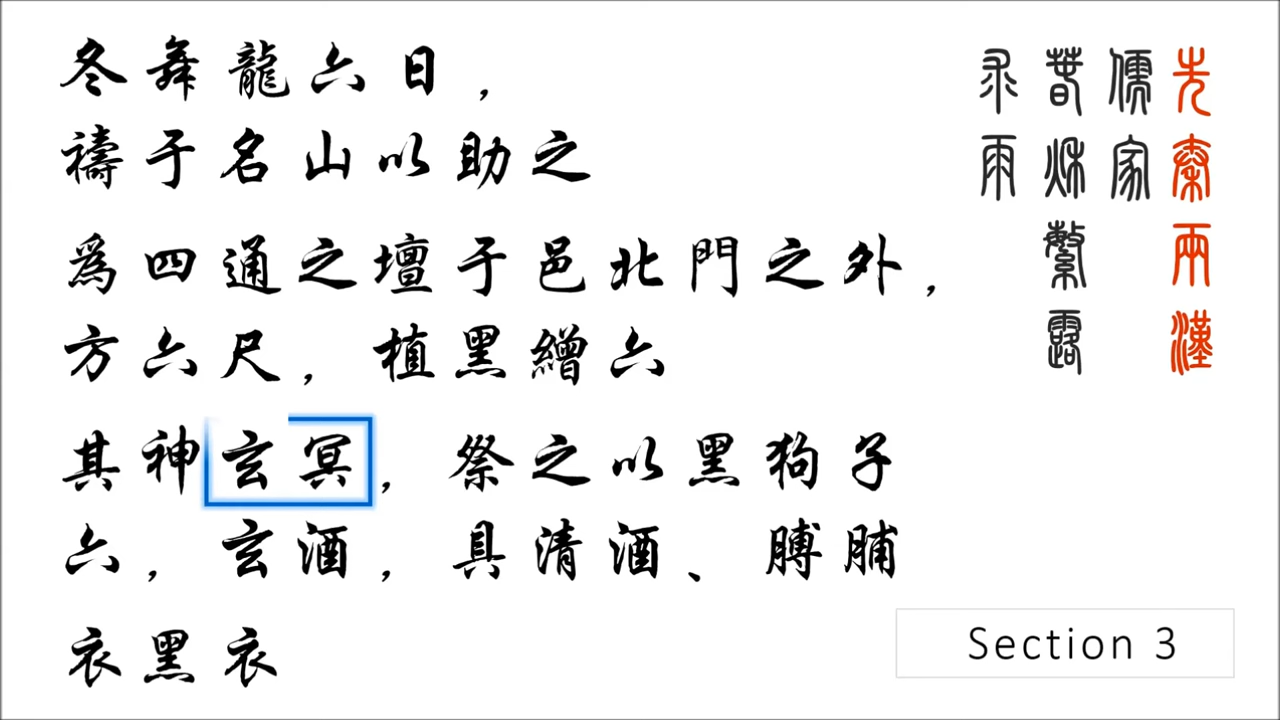 冬舞龍六日，
禱于名山以助之
為四通之壇于邑北門之外，
方六尺，植黑繒六
其神玄冥，祭之以黑狗子
六，玄酒，具清酒、膊脯
衣黑衣
先秦兩漢
儒家
春秋繁露
求雨
Section 3